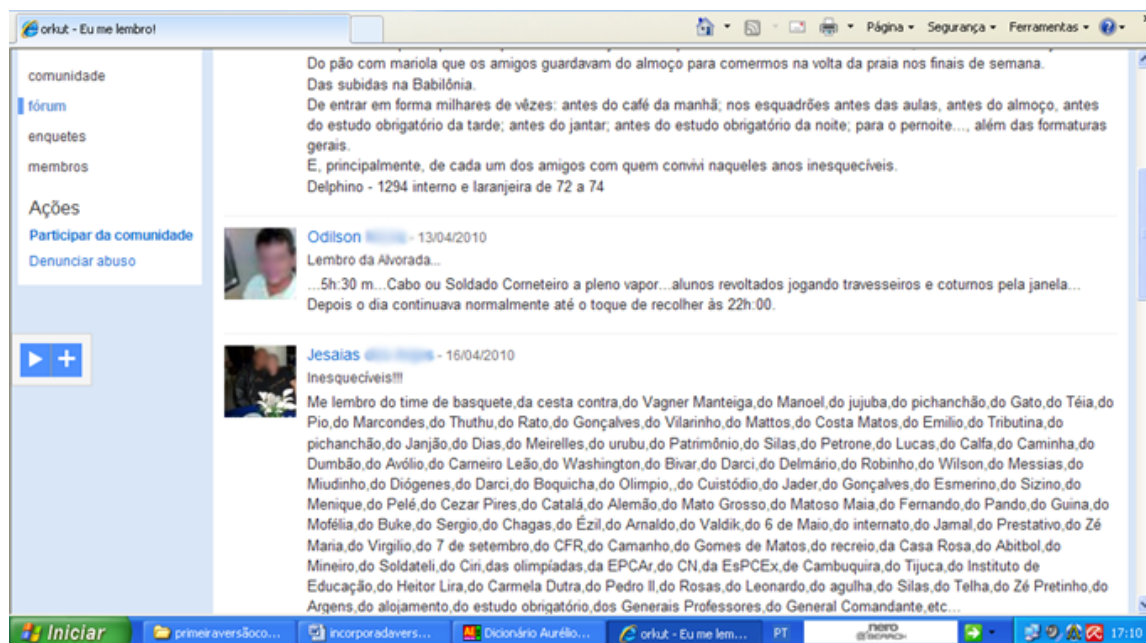 orkut - Eu me lembro!
Página
Segurança
Ferramentas
comunidade
fórum
enquetes
membros
Ações
Participar da comunidade
Denunciar abuso
Do pão com mariola que os amigos guardavam do almoço para comermos na volta da praia nos finais de semana.
Das subidas na Babilônia.
De entrar em forma milhares de vêzes: antes do café da manhã; nos esquadrões antes das aulas, antes do almoço, antes
do estudo obrigatório da tarde; antes do jantar; antes do estudo obrigatório da noite; para o pernoite..., além das formaturas
gerais.
E, principalmente, de cada um dos amigos com quem convivi naqueles anos inesquecíveis.
Delphino - 1294 interno e laranjeira de 72 a 74
Odilson - 13/04/2010
Lembro da Alvorada...
...5h:30 m...Cabo ou Soldado Corneteiro a pleno vapor...alunos revoltados jogando travesseiros e coturnos pela janela...
Depois o dia continuava normalmente até o toque de recolher às 22h:00.
Jesaias - 16/04/2010
Inesquecíveis!!!
Me lembro do time de basquete,da cesta contra,do Vagner Manteiga,do Manoel,do jujuba,do pichanchão,do Gato,do Téia,do
Pio,do Marcondes,do Thuthu,do Rato,do Gonçalves,do Vilarinho,do Mattos,do Costa Matos,do Emilio,do Tributina,do
pichanchão,do Janjão,do Dias,do Meirelles,do urubu,do Patrimônio,do Silas,do Petrone,do Lucas,do Calfa,do Caminha,do
Dumbão,do Avólio,do Carneiro Leão,do Washington,do Bivar,do Darci,do Delmário,do Robinho,do Wilson,do Messias,do
Miudinho,do Diógenes,do Darci,do Boquicha,do Olimpio,,do Cuistódio,do Jader,do Gonçalves,do Esmerino,do Sizino,do
Menique,do Pelé,do Cezar Pires,do Catalá,do Alemão,do Mato Grosso,do Matoso Maia,do Fernando,do Pando,do Guina,do
Mofélia,do Buke,do Sergio,do Chagas,do Ézil,do Arnaldo,do Valdik,do 6 de Maio,do internato,do Jamal,do Prestativo,do Zé
Maria,do Virgilio,do 7 de setembro,do CFR,do Camanho,do Gomes de Matos,do recreio,da Casa Rosa,do Abitbol,do
Mineiro,do Soldateli,do Ciri,das olimpíadas,da EPCAr,do CN,da EsPCEx,de Cambuquira,do Tijuca,do Instituto de
Educação,do Heitor Lira,do Carmela Dutra,do Pedro II,do Rosas,do Leonardo,do agulha,do Silas,do Telha,do Zé Pretinho,do
Argens,do alojamento,do estudo obrigatório,dos Generais Professores,do General Comandante,etc...
Iniciar
primeiraversãoco...
incorporadavers...
Dicionário Aurélio...
orkut - Eu me lem...
PT
nero
SEARCH
17:10